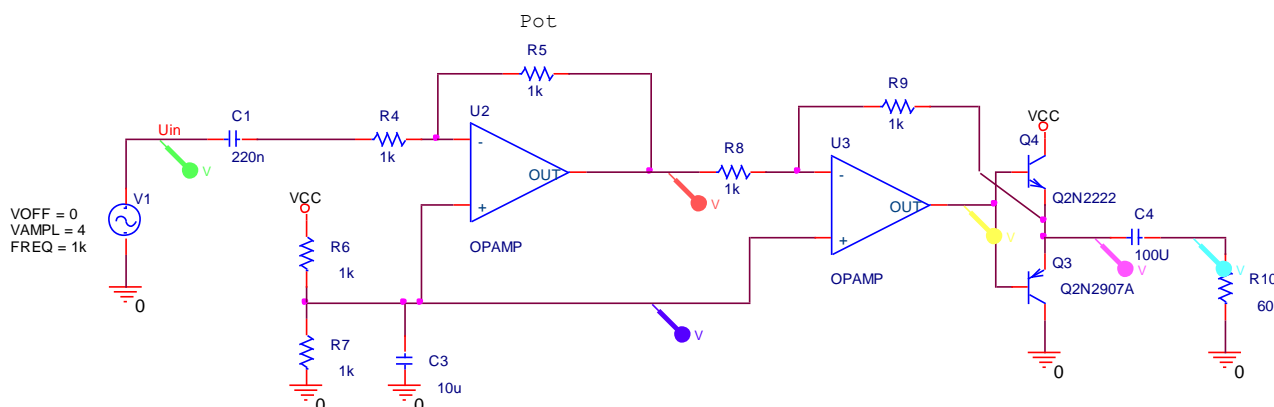 Pot
R5
1k
C1
220n
Uin
V
R4
1k
U2
-
+
OUT
OPAMP
R8
1k
V
R9
1k
U3
-
+
OUT
OPAMP
V
VCC
Q4
Q2N2222
Q3
Q2N2907A
0
C4
100U
V
V
R10
60
0
V1
VOFF = 0
VAMPL = 4
FREQ = 1k
0
VCC
R6
1k
R7
1k
0
C3
10u
0
V